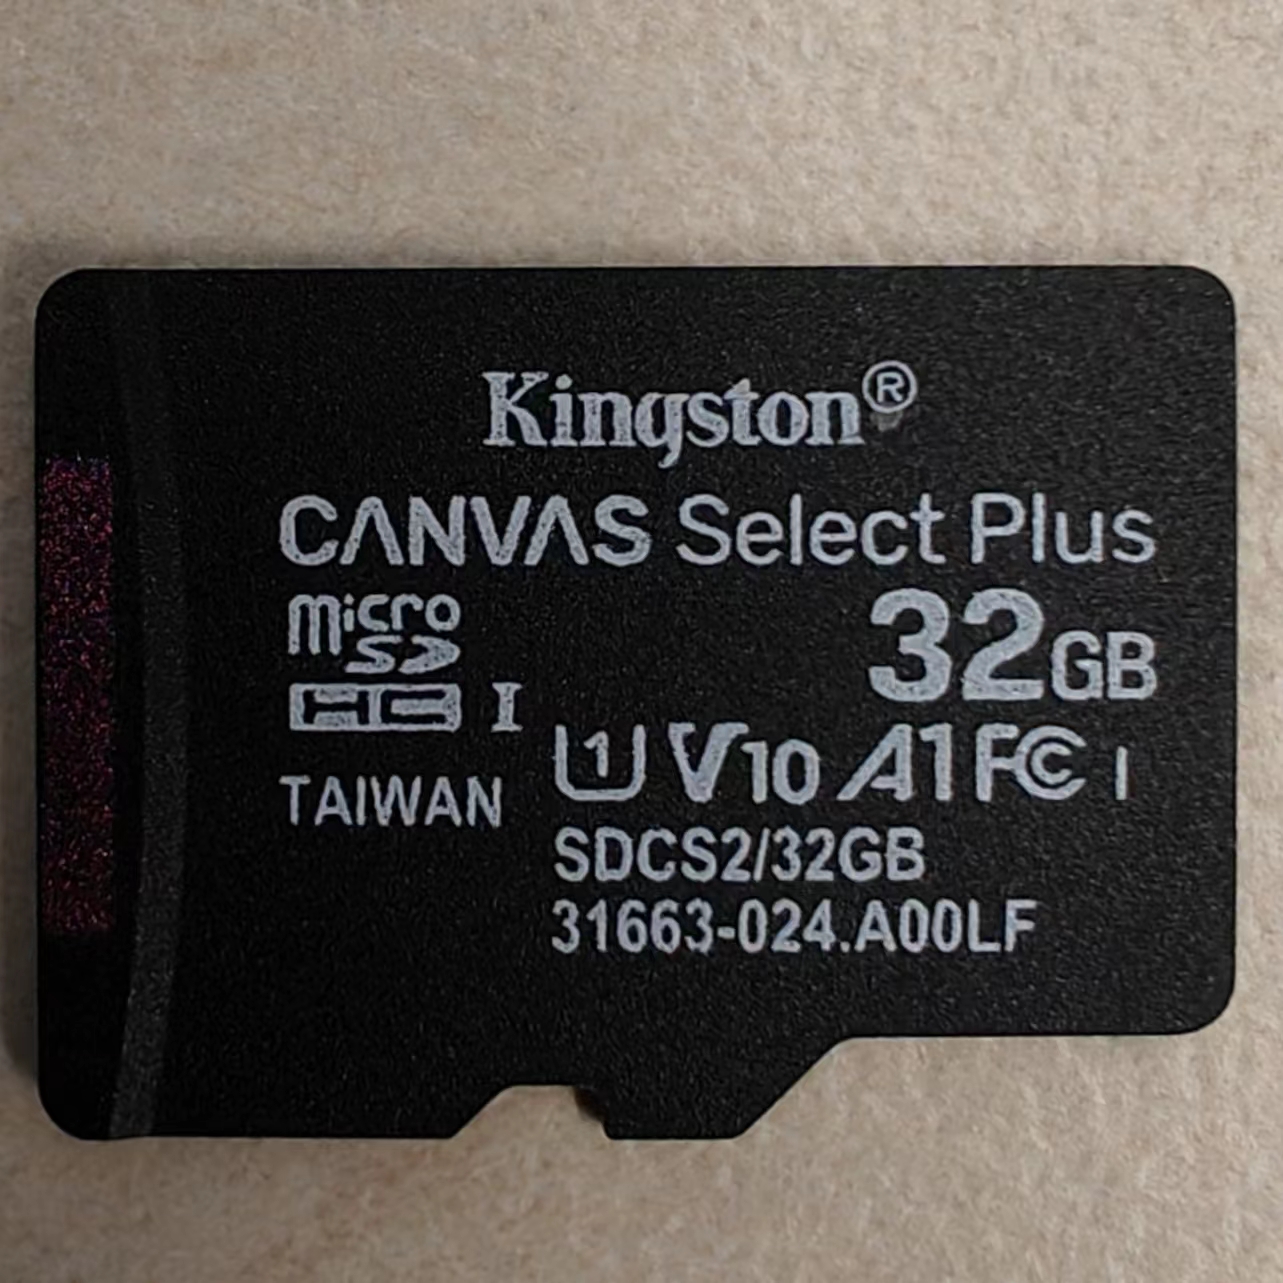 Kingston®
CANVAS Select Plus
micro SD HC I
32GB
U1 V10 A1 FC I
TAIWAN
SDCS2/32GB
31663-024.A00LF